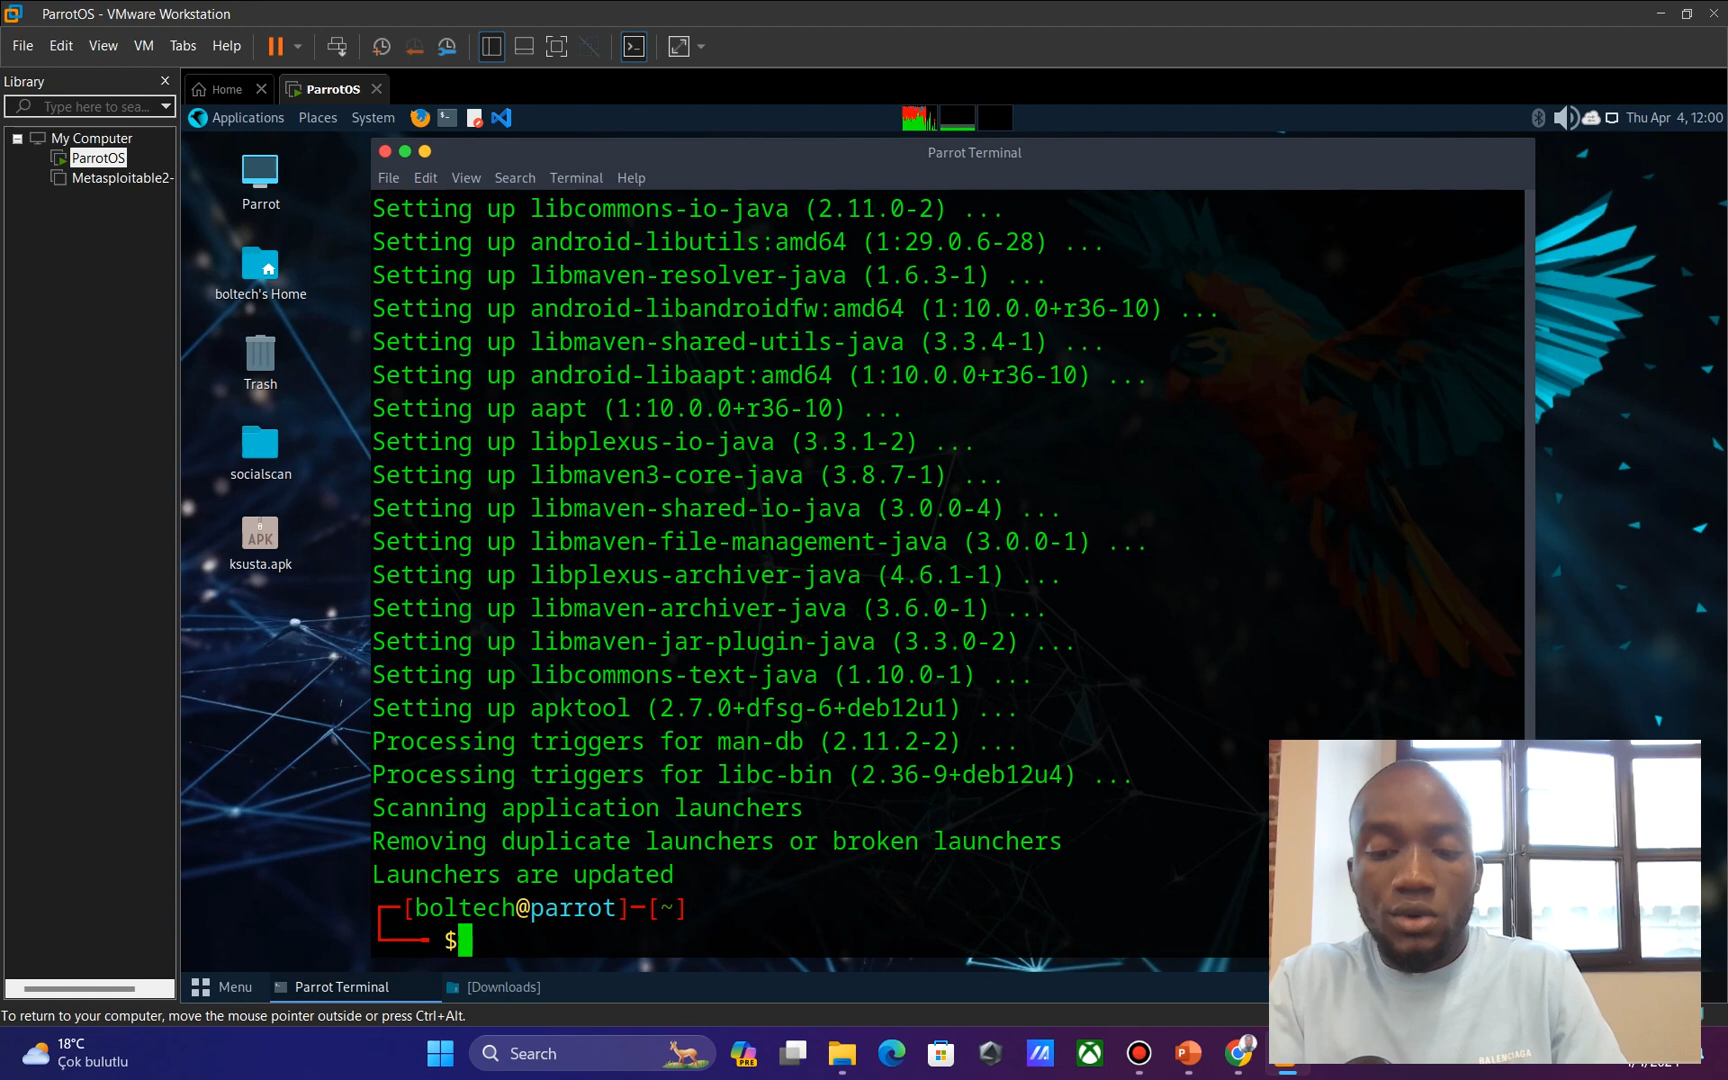 ParrotOS - VMware Workstation
File Edit View VM Tabs Help
Library
Type here to sea...
My Computer
ParrotOS
Metasploitable2-
Home
ParrotOS
Applications Places System
Thu Apr 4, 12:00
Parrot
boltech's Home
Trash
socialscan
APK
ksusta.apk
Parrot Terminal
File Edit View Search Terminal Help
Setting up libcommons-io-java (2.11.0-2) ...
Setting up android-libutils:amd64 (1:29.0.6-28) ...
Setting up libmaven-resolver-java (1.6.3-1) ...
Setting up android-libandroidfw:amd64 (1:10.0.0+r36-10) ...
Setting up libmaven-shared-utils-java (3.3.4-1) ...
Setting up android-libaapt:amd64 (1:10.0.0+r36-10) ...
Setting up aapt (1:10.0.0+r36-10) ...
Setting up libplexus-io-java (3.3.1-2) ...
Setting up libmaven3-core-java (3.8.7-1) ...
Setting up libmaven-shared-io-java (3.0.0-4) ...
Setting up libmaven-file-management-java (3.0.0-1) ...
Setting up libplexus-archiver-java (4.6.1-1) ...
Setting up libmaven-archiver-java (3.6.0-1) ...
Setting up libmaven-jar-plugin-java (3.3.0-2) ...
Setting up libcommons-text-java (1.10.0-1) ...
Setting up apktool (2.7.0+dfsg-6+deb12u1) ...
Processing triggers for man-db (2.11.2-2) ...
Processing triggers for libc-bin (2.36-9+deb12u4) ...
Scanning application launchers
Removing duplicate launchers or broken launchers
Launchers are updated
[boltech@parrot]─[~]
$
Menu
Parrot Terminal
[Downloads]
To return to your computer, move the mouse pointer outside or press Ctrl+Alt.
18°C
Çok bulutlu
Search
PRE
BALENCIAGA